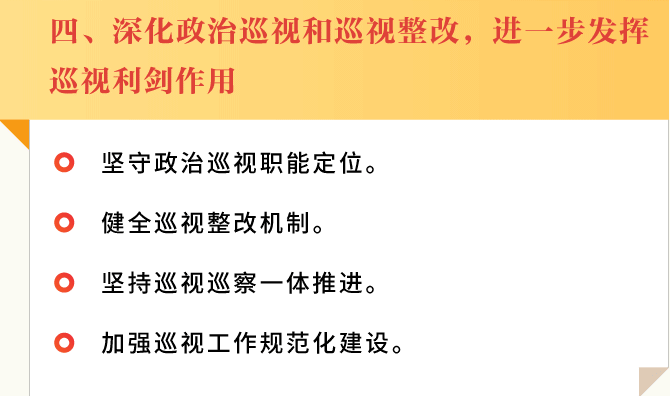 四、深化政治巡视和巡视整改，进一步发挥
巡视利剑作用
坚守政治巡视职能定位。
健全巡视整改机制。
坚持巡视巡察一体推进。
加强巡视工作规范化建设。